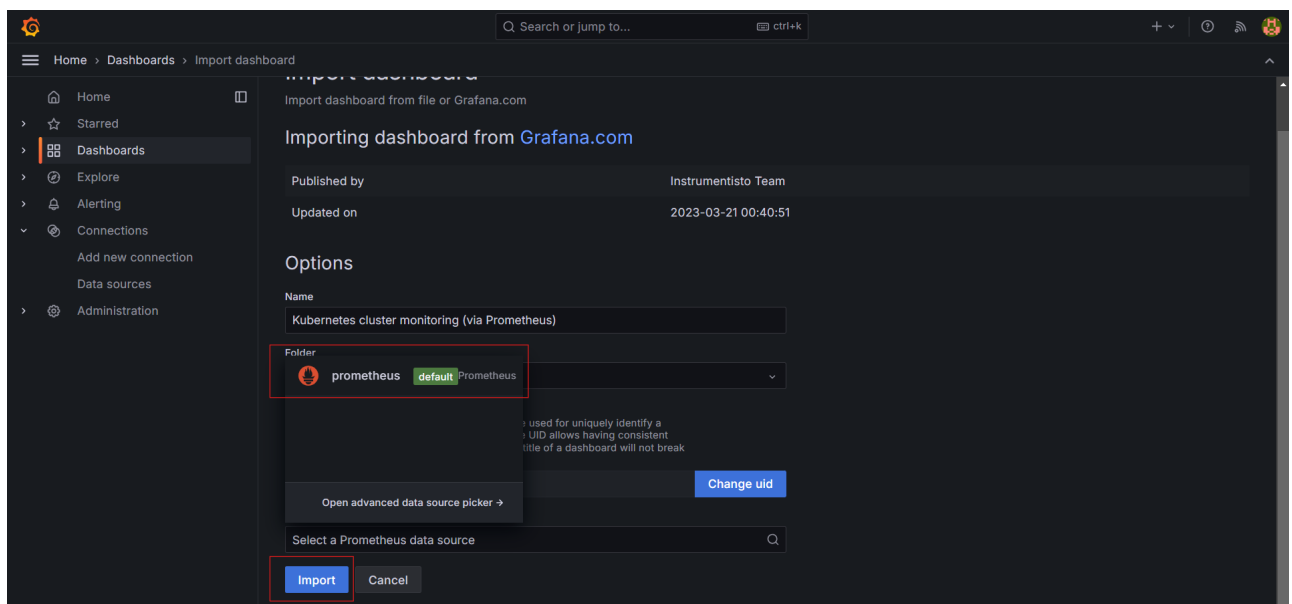 Search or jump to...
ctrl+k
Home › Dashboards › Import dashboard
Import dashboard
Home
Starred
Dashboards
Explore
Alerting
Connections
Add new connection
Data sources
Administration
Import dashboard from file or Grafana.com
Importing dashboard from Grafana.com
Published by Instrumentisto Team
Updated on 2023-03-21 00:40:51
Options
Name
Kubernetes cluster monitoring (via Prometheus)
Folder
prometheus default Prometheus
used for uniquely identify a
UID allows having consistent
title of a dashboard will not break
Change uid
Open advanced data source picker →
Select a Prometheus data source
Import Cancel